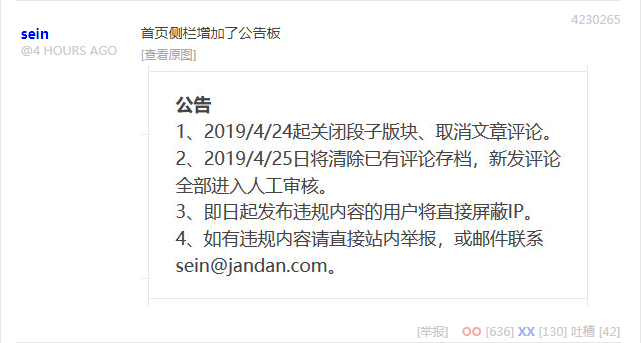 4230265
sein
@4 HOURS AGO
首页侧栏增加了公告板
[查看原图]
公告
1、2019/4/24起关闭段子版块、取消文章评论。
2、2019/4/25日将清除已有评论存档，新发评论
全部进入人工审核。
3、即日起发布违规内容的用户将直接屏蔽IP。
4、如有违规内容请直接站内举报，或邮件联系
sein@jandan.com。
[举报] OO [636] XX [130] 吐槽 [42]